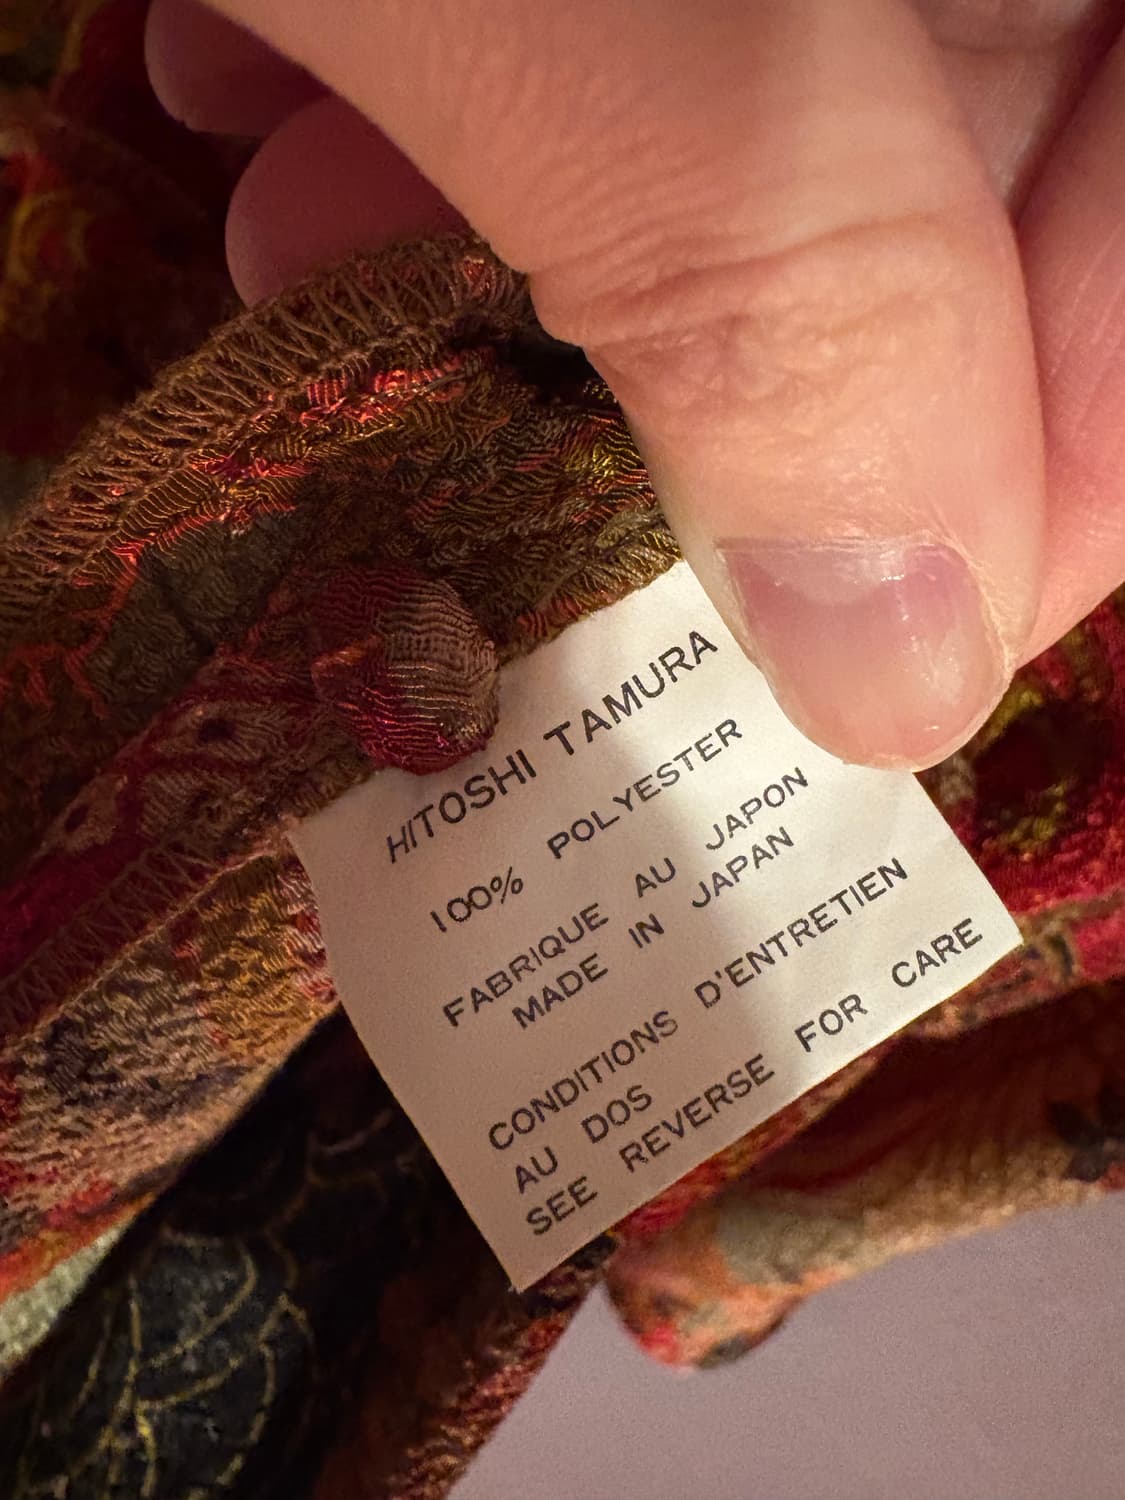 HITOSHI TAMURA
100% POLYESTER
FABRIQUE AU JAPON
MADE IN JAPAN
CONDITIONS D'ENTRETIEN
AU DOS
SEE REVERSE FOR CARE